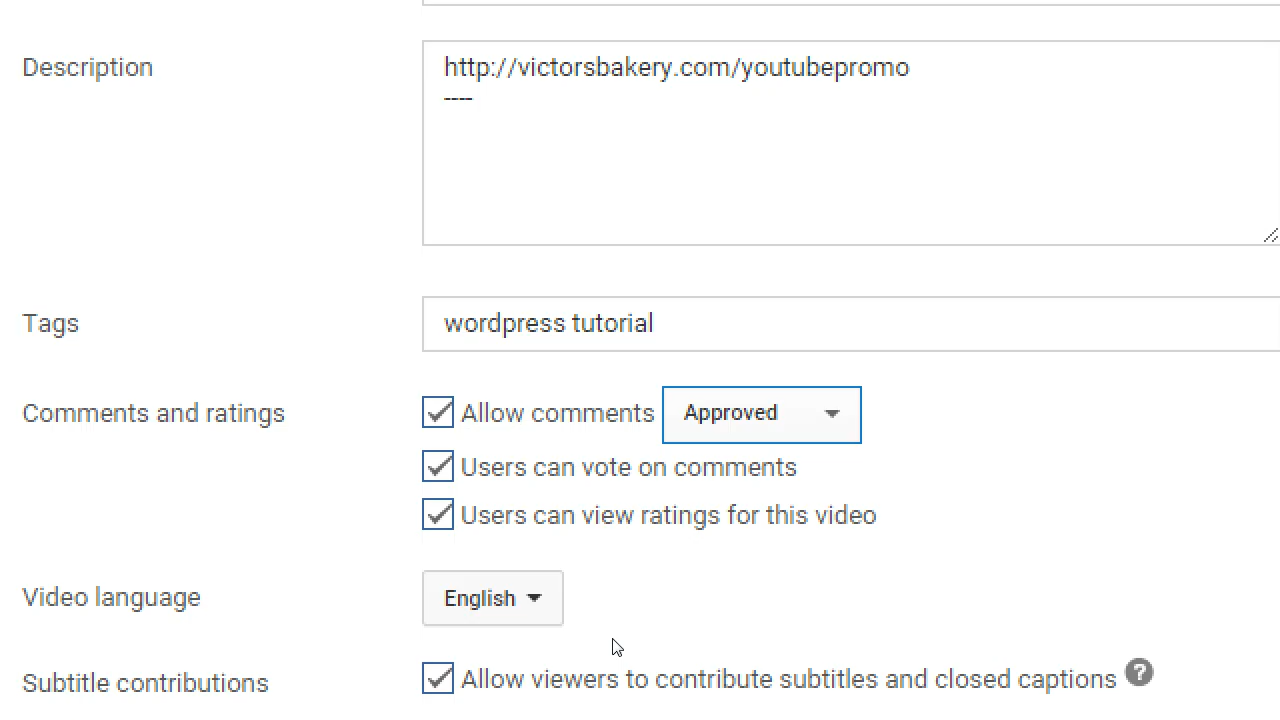 Description
http://victorsbakery.com/youtubepromo
----
Tags
wordpress tutorial
Comments and ratings
Allow comments
Approved
Users can vote on comments
Users can view ratings for this video
Video language
English
Subtitle contributions
Allow viewers to contribute subtitles and closed captions
?